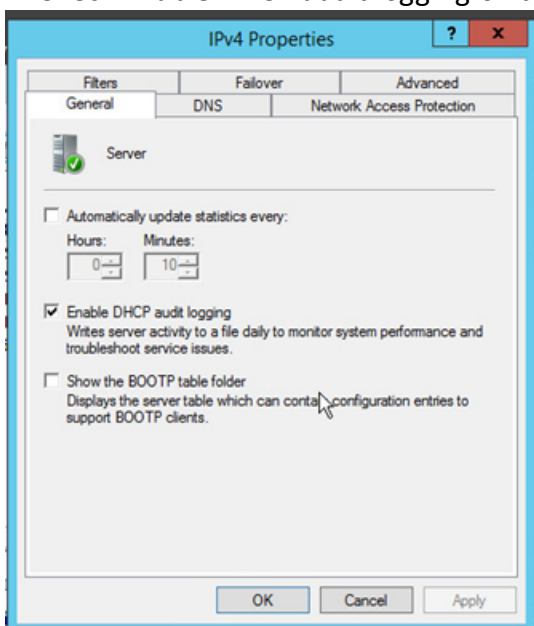 IPv4 Properties
? x
Filters Failover Advanced
General DNS Network Access Protection
Server
Automatically update statistics every:
Hours: Minutes:
0 10
Enable DHCP audit logging
Writes server activity to a file daily to monitor system performance and
troubleshoot service issues.
Show the BOOTP table folder
Displays the server table which can contain configuration entries to
support BOOTP clients.
OK Cancel Apply